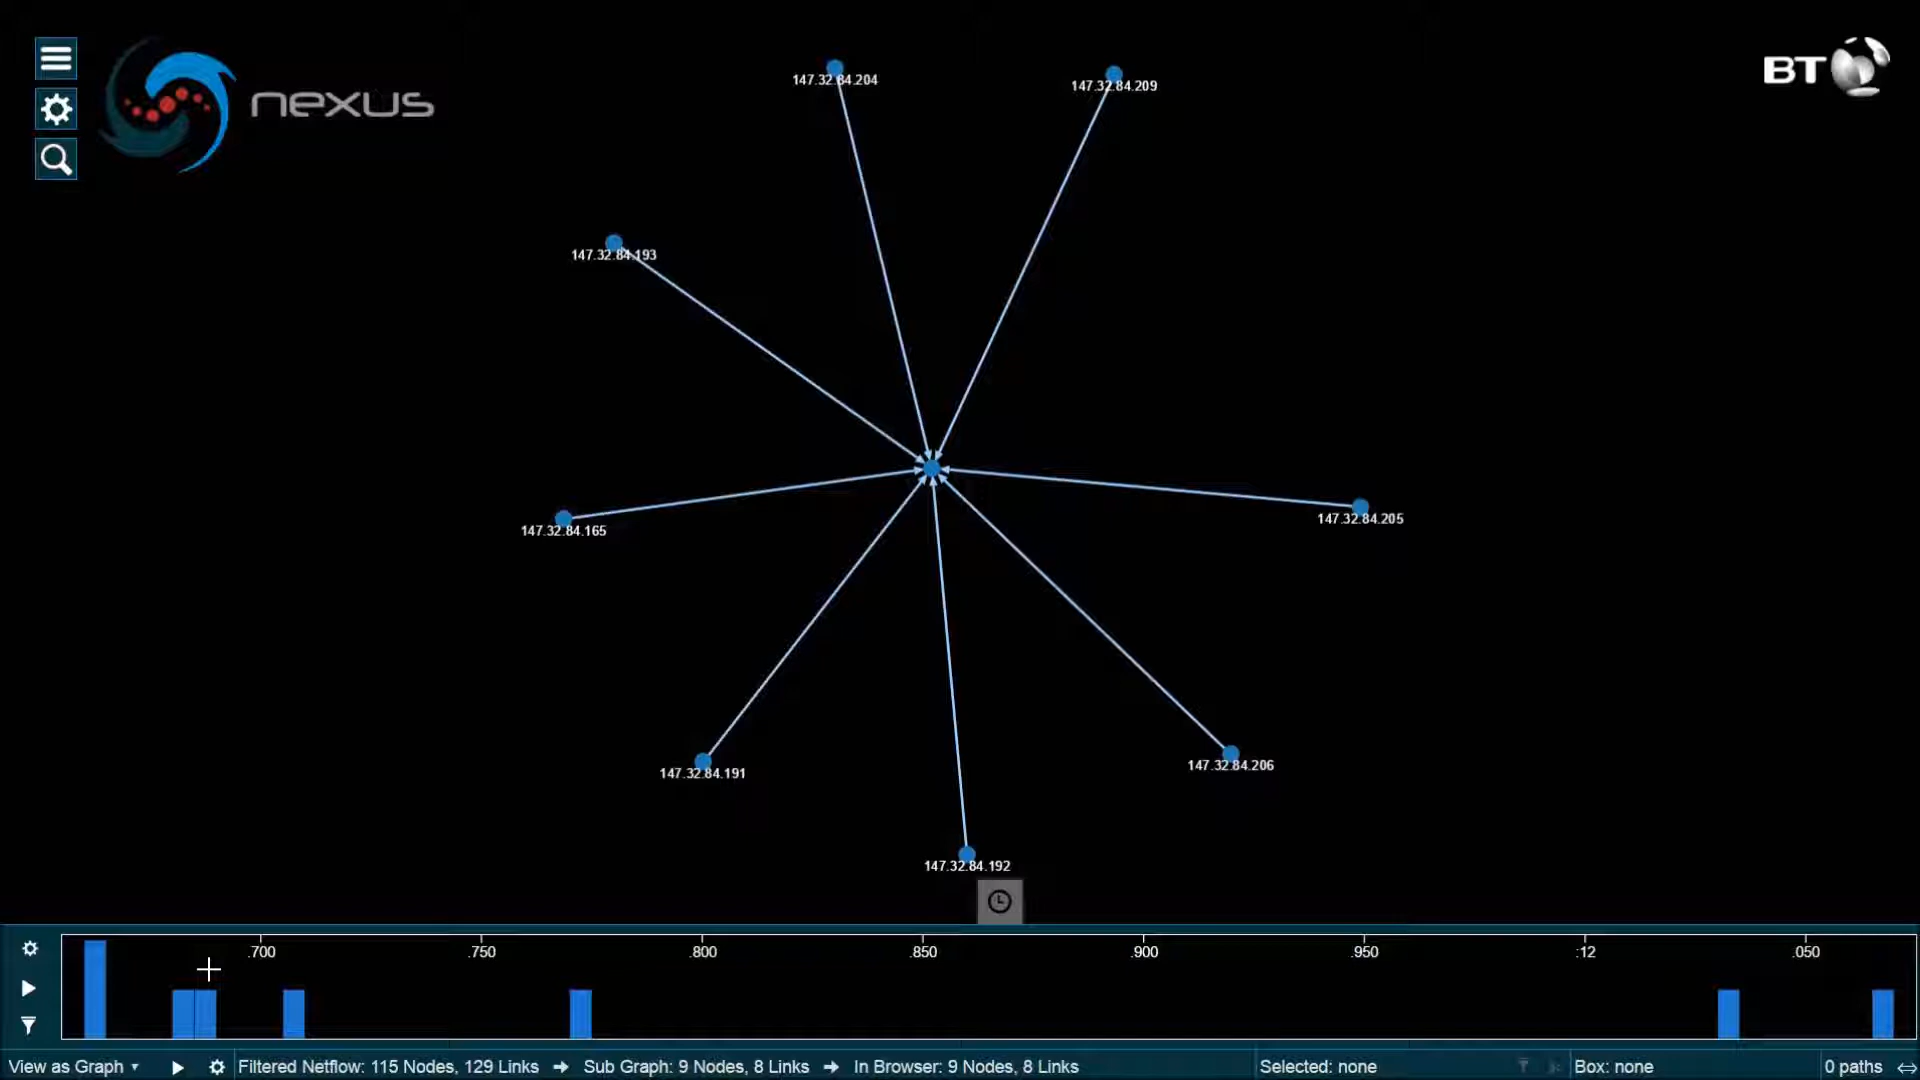 nexus
BT
147.32.84.204
147.32.84.209
147.32.84.193
147.32.84.165
147.32.84.205
147.32.84.191
147.32.84.206
147.32.84.192
.700 .750 .800 .850 .900 .950 :12 .050
View as Graph Filtered Netflow: 115 Nodes, 129 Links Sub Graph: 9 Nodes, 8 Links In Browser: 9 Nodes, 8 Links Selected: none Box: none 0 paths